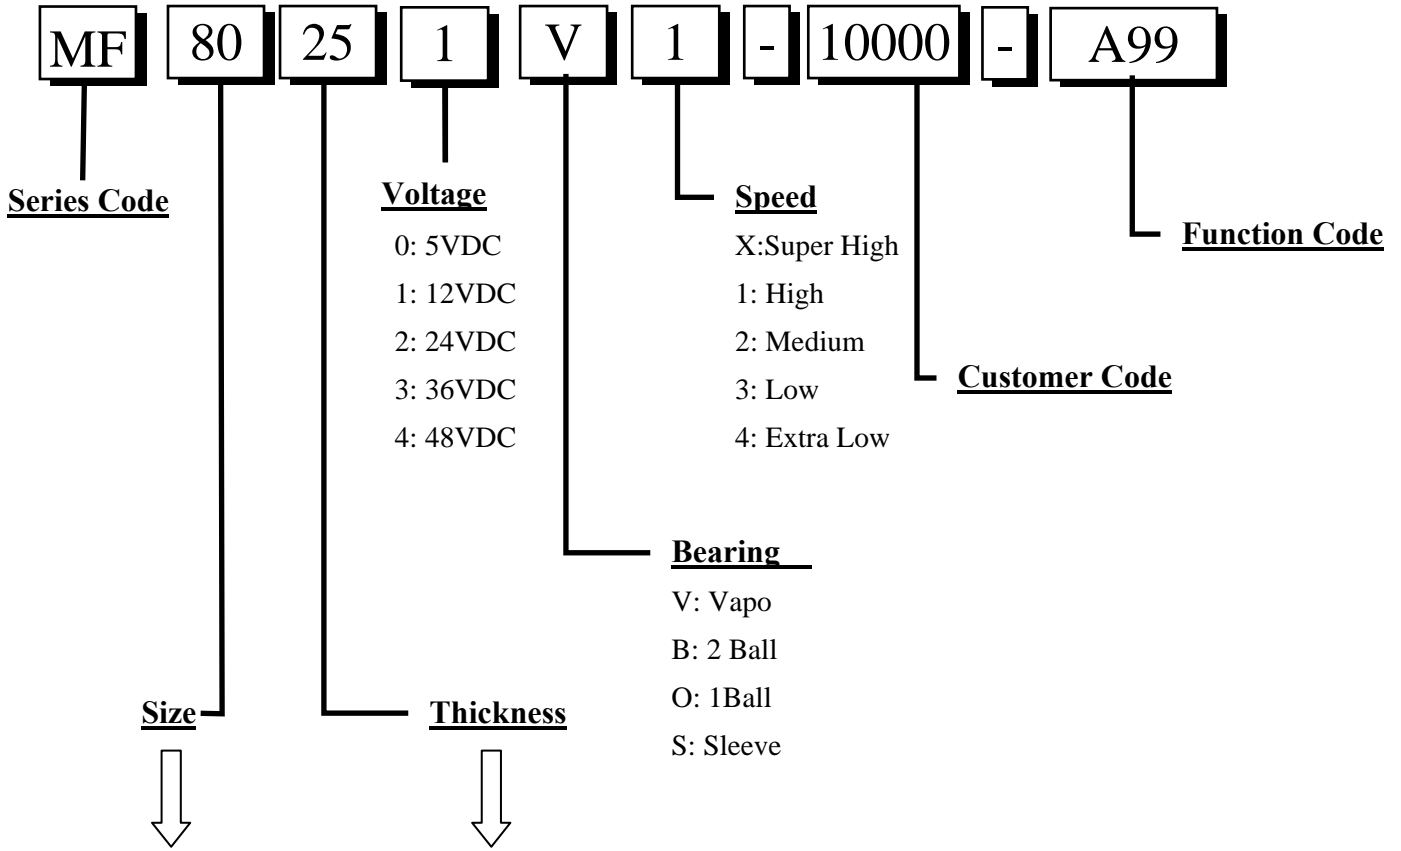 MF 80 25 1 V 1 - 10000 - A99
Series Code
Voltage
0: 5VDC
1: 12VDC
2: 24VDC
3: 36VDC
4: 48VDC
Speed
X:Super High
1: High
2: Medium
3: Low
4: Extra Low
Function Code
Customer Code
Bearing
V: Vapo
B: 2 Ball
O: 1Ball
S: Sleeve
Size
Thickness